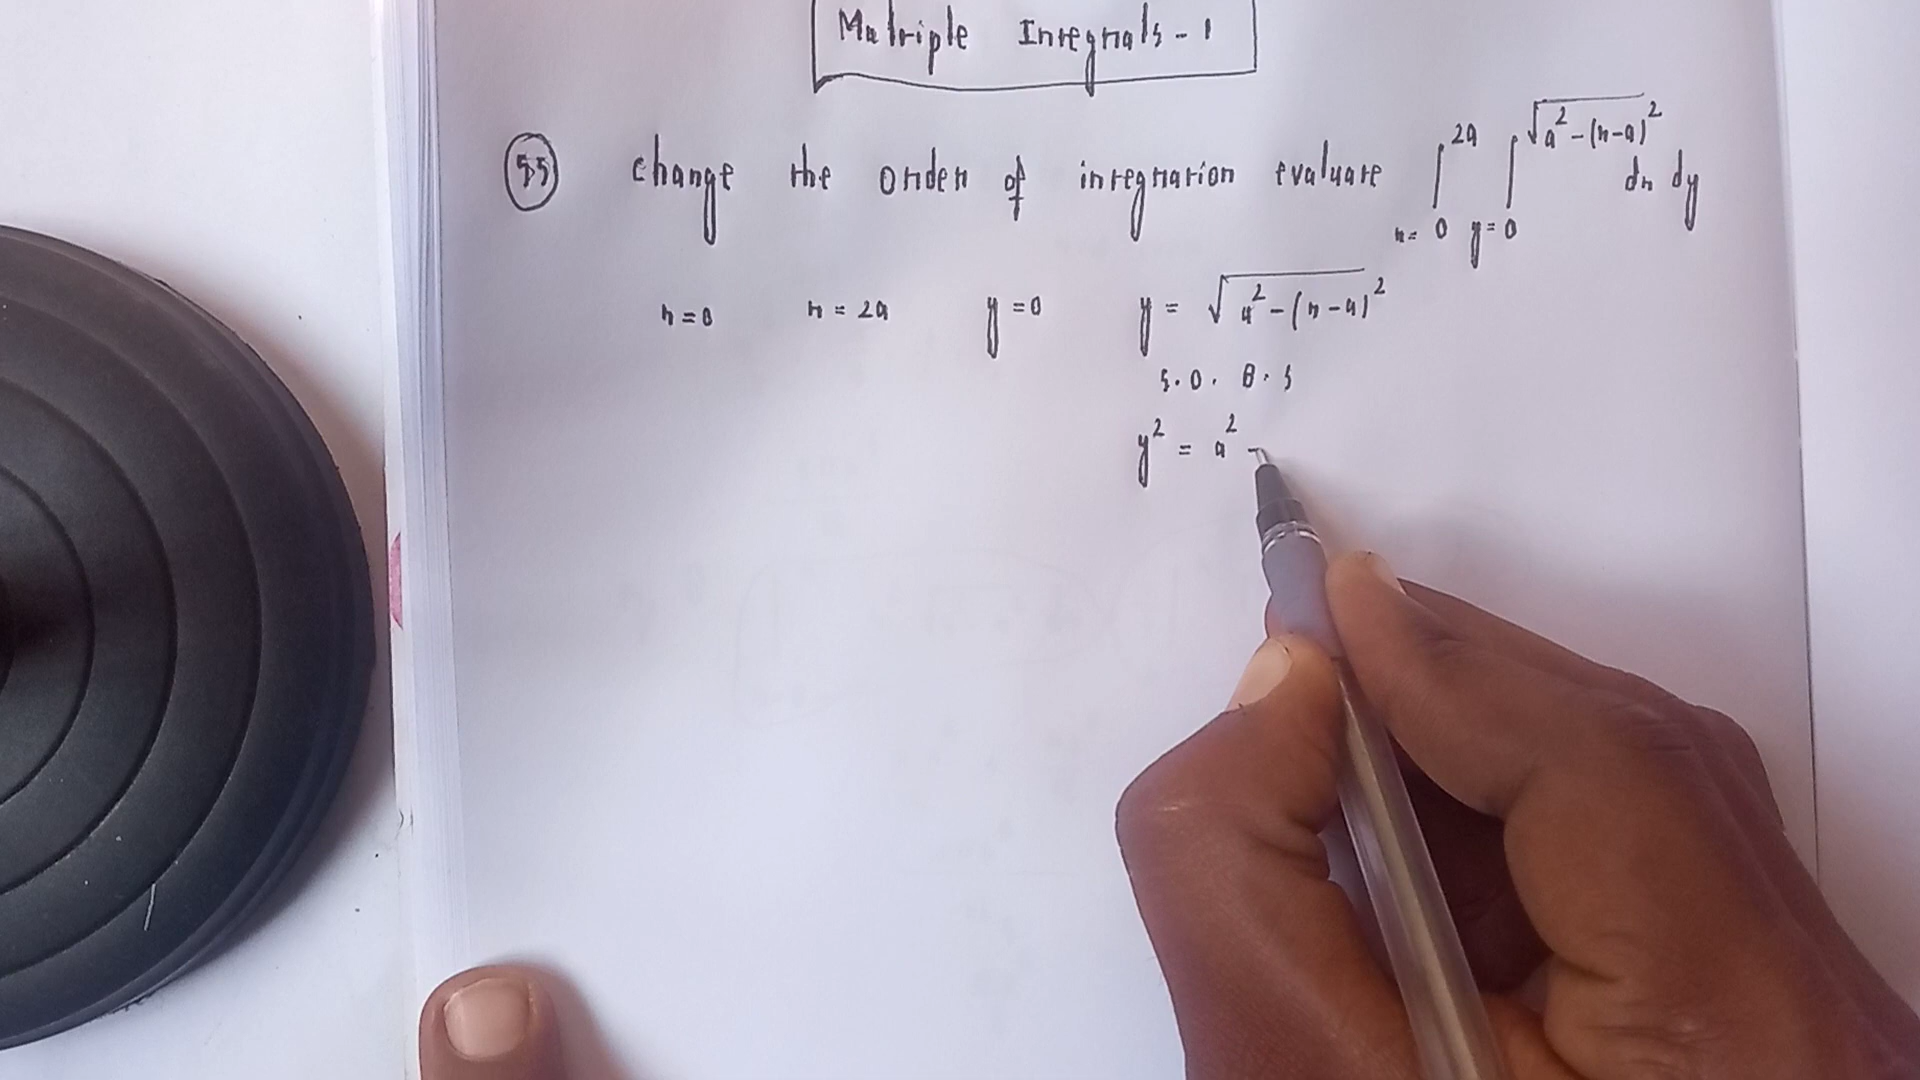 Multiple Integrals - 1
55 change the order of integration evaluate ∫_{x=0}^{2a} ∫_{y=0}^{√a²-(x-a)²} dx dy
x=0 x = 2a y=0 y = √a²-(x-a)²
S.O.B.S
y² = a² -